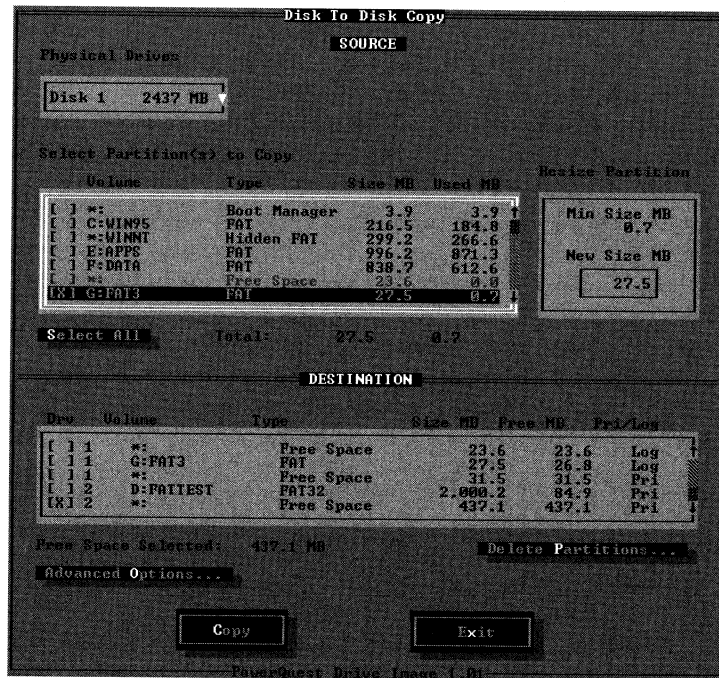 Disk To Disk Copy
SOURCE
Physical Drives
Disk 1 2437 MB
Select Partition(s) to Copy
Volume Type Size MB Used MB
[ ] *: Boot Manager 3.9 3.9
[ ] C:WIN95 FAT 216.5 184.8
[ ] *:WINNT Hidden FAT 299.2 266.6
[ ] E:APPS FAT 996.2 871.3
[ ] F:DATA FAT 838.7 612.6
[ ] *: Free Space 23.6 0.0
[X] G:FAT3 FAT 27.5 0.7
Resize Partition
Min Size MB
0.7
New Size MB
27.5
Select All Total: 27.5 0.7
DESTINATION
Drv Volume Type Size MB Free MB Pri/Log
[ ] 1 *: Free Space 23.6 23.6 Log
[ ] 1 G:FAT3 FAT 27.5 26.8 Log
[ ] 1 *: Free Space 31.5 31.5 Pri
[ ] 2 D:FATTEST FAT32 2,000.2 84.9 Pri
[X] 2 *: Free Space 437.1 437.1 Pri
Free Space Selected: 437.1 MB
Delete Partitions...
Advanced Options...
Copy
Exit
PowerQuest Drive Image 1.01